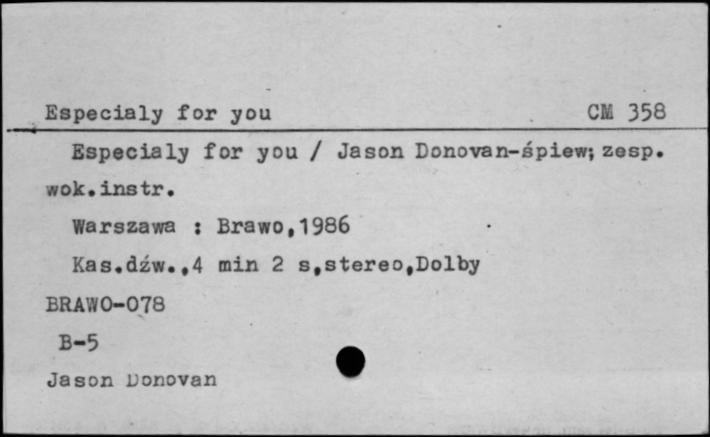 Especialy for you CM 358
Especialy for you / Jason Donovan-śpiew; zesp.
wok.instr.
Warszawa : Brawo,1986
Kas.dźw.,4 min 2 s,stereo,Dolby
BRAWO-078
B-5
Jason Donovan